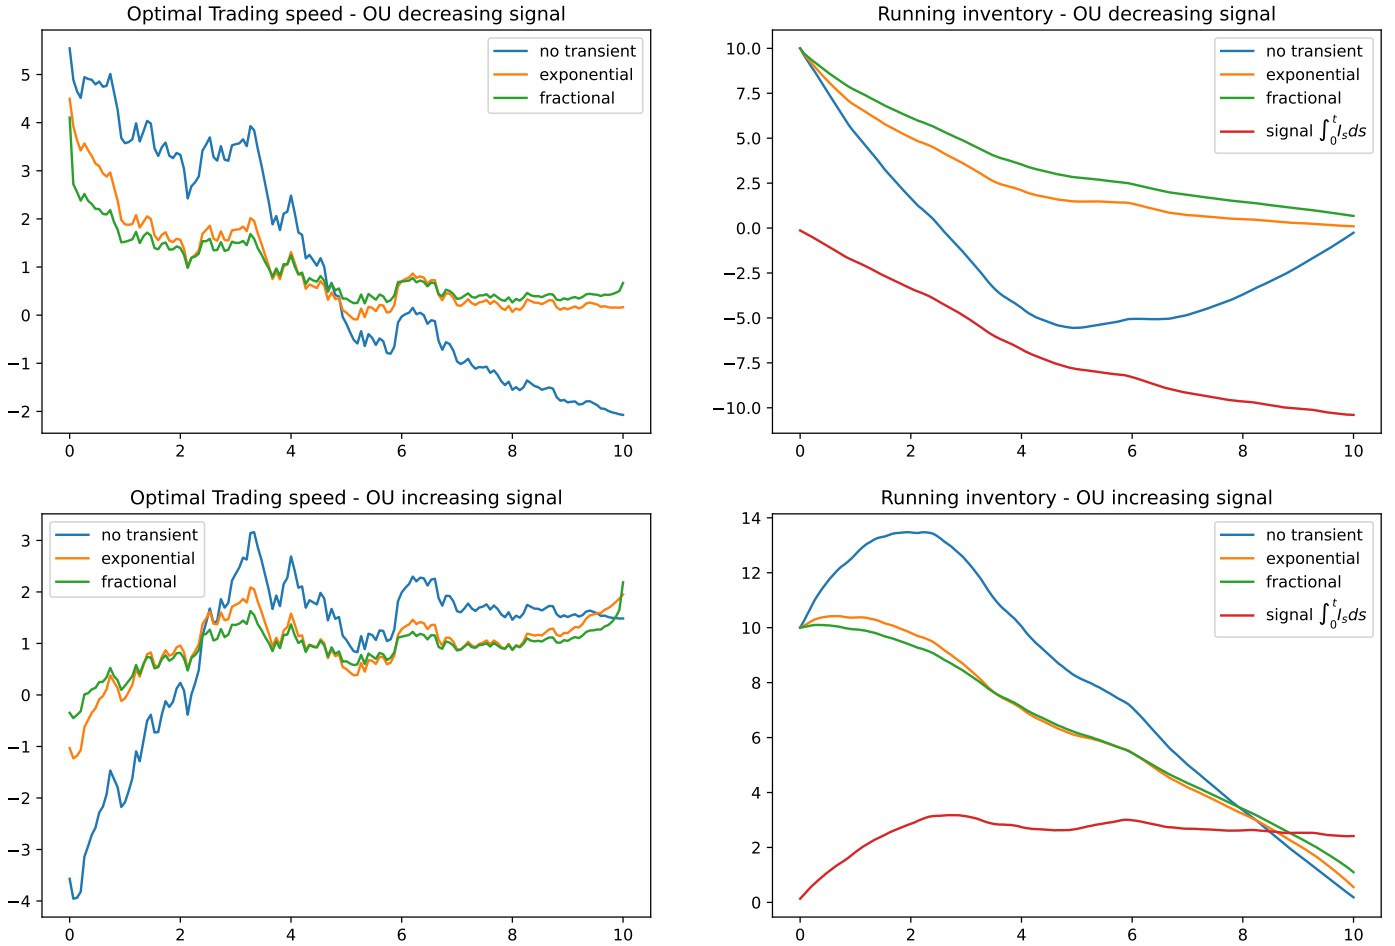 Optimal Trading speed - OU decreasing signal
5
4
3
2
1
0
−1
−2
0 2 4 6 8 10
no transient
exponential
fractional
Running inventory - OU decreasing signal
10.0
7.5
5.0
2.5
0.0
−2.5
−5.0
−7.5
−10.0
0 2 4 6 8 10
no transient
exponential
fractional
signal ∫₀ᵗ Iₛds
Optimal Trading speed - OU increasing signal
3
2
1
0
−1
−2
−3
−4
0 2 4 6 8 10
no transient
exponential
fractional
Running inventory - OU increasing signal
14
12
10
8
6
4
2
0
0 2 4 6 8 10
no transient
exponential
fractional
signal ∫₀ᵗ Iₛds